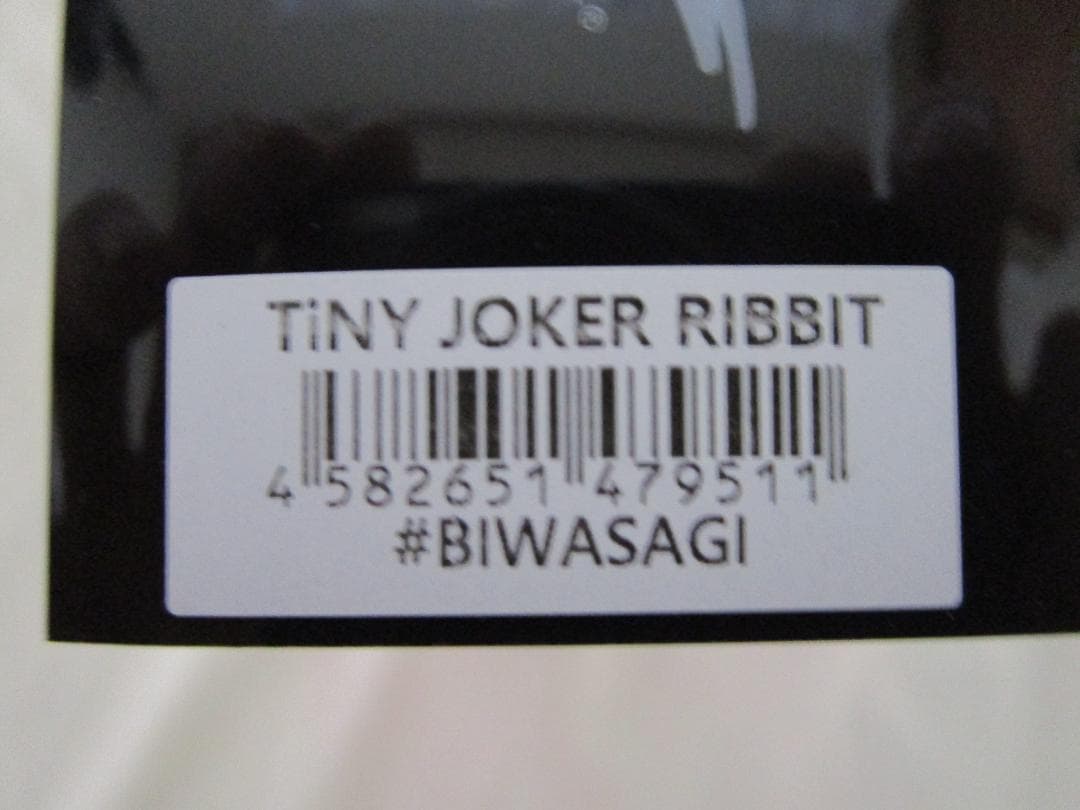 TiNY JOKER RIBBIT
4 582651 479511
#BIWASAGI